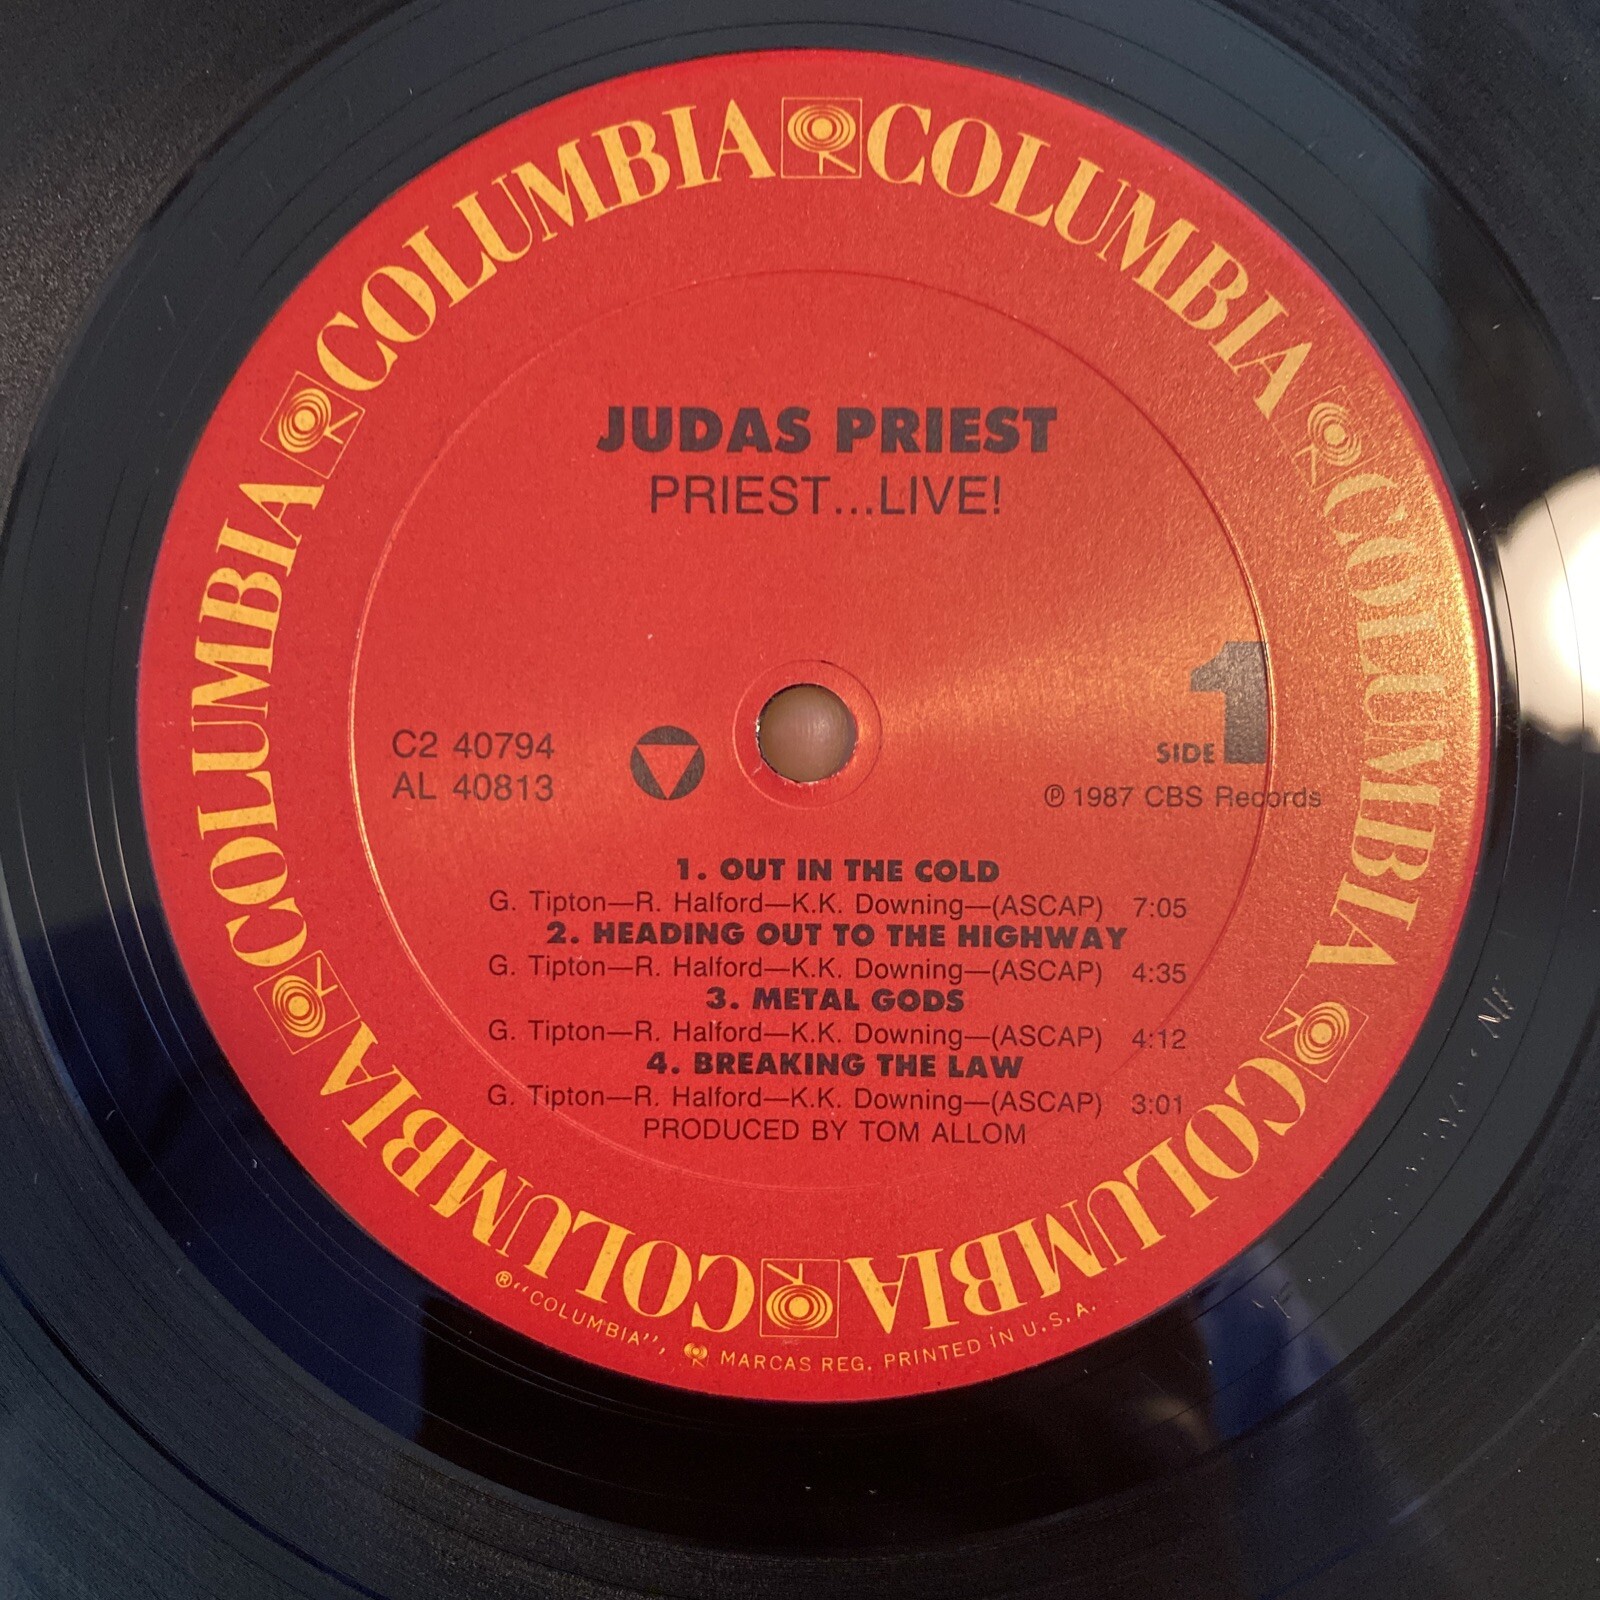 COLUMBIA COLUMBIA COLUMBIA COLUMBIA COLUMBIA COLUMBIA
JUDAS PRIEST
PRIEST...LIVE!
C2 40794
AL 40813
SIDE 1
℗ 1987 CBS Records
1. OUT IN THE COLD
G. Tipton—R. Halford—K.K. Downing—(ASCAP) 7:05
2. HEADING OUT TO THE HIGHWAY
G. Tipton—R. Halford—K.K. Downing—(ASCAP) 4:35
3. METAL GODS
G. Tipton—R. Halford—K.K. Downing—(ASCAP) 4:12
4. BREAKING THE LAW
G. Tipton—R. Halford—K.K. Downing—(ASCAP) 3:01
PRODUCED BY TOM ALLOM
®"COLUMBIA", MARCAS REG. PRINTED IN U.S.A.